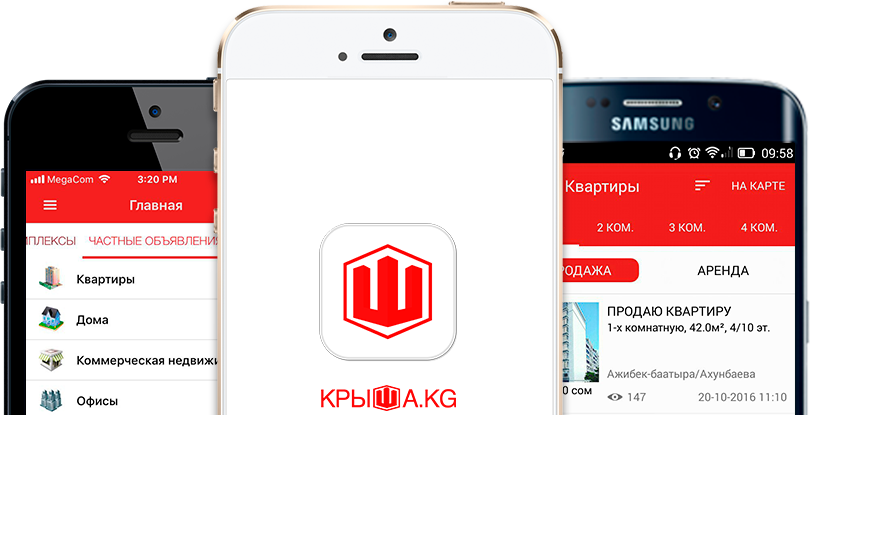 MegaCom 3:20 PM
Главная
МПЛЕКСЫ ЧАСТНЫЕ ОБЪЯВЛЕНИЯ
Квартиры
Дома
Коммерческая недвижи
Офисы
КРЫША.KG
SAMSUNG
09:58
Квартиры НА КАРТЕ
2 КОМ. 3 КОМ. 4 КОМ.
РОДАЖА АРЕНДА
ПРОДАЮ КВАРТИРУ
1-х комнатную, 42.0м², 4/10 эт.
Ажибек-баатыра/Ахунбаева
0 сом
147 20-10-2016 11:10